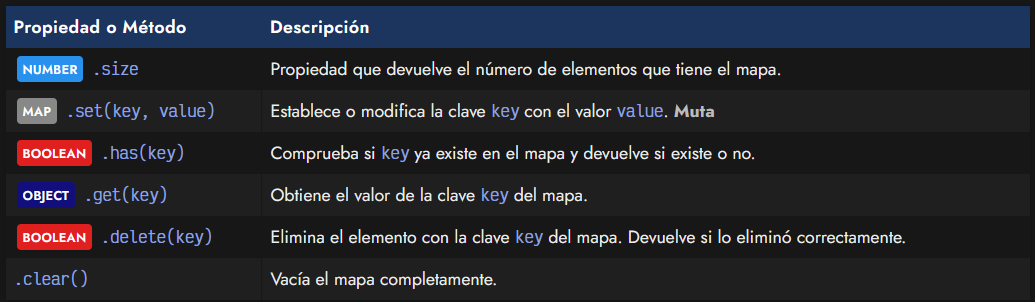 Propiedad o Método Descripción
NUMBER .size Propiedad que devuelve el número de elementos que tiene el mapa.
MAP .set(key, value) Establece o modifica la clave key con el valor value. Muta
BOOLEAN .has(key) Comprueba si key ya existe en el mapa y devuelve si existe o no.
OBJECT .get(key) Obtiene el valor de la clave key del mapa.
BOOLEAN .delete(key) Elimina el elemento con la clave key del mapa. Devuelve si lo eliminó correctamente.
.clear() Vacía el mapa completamente.